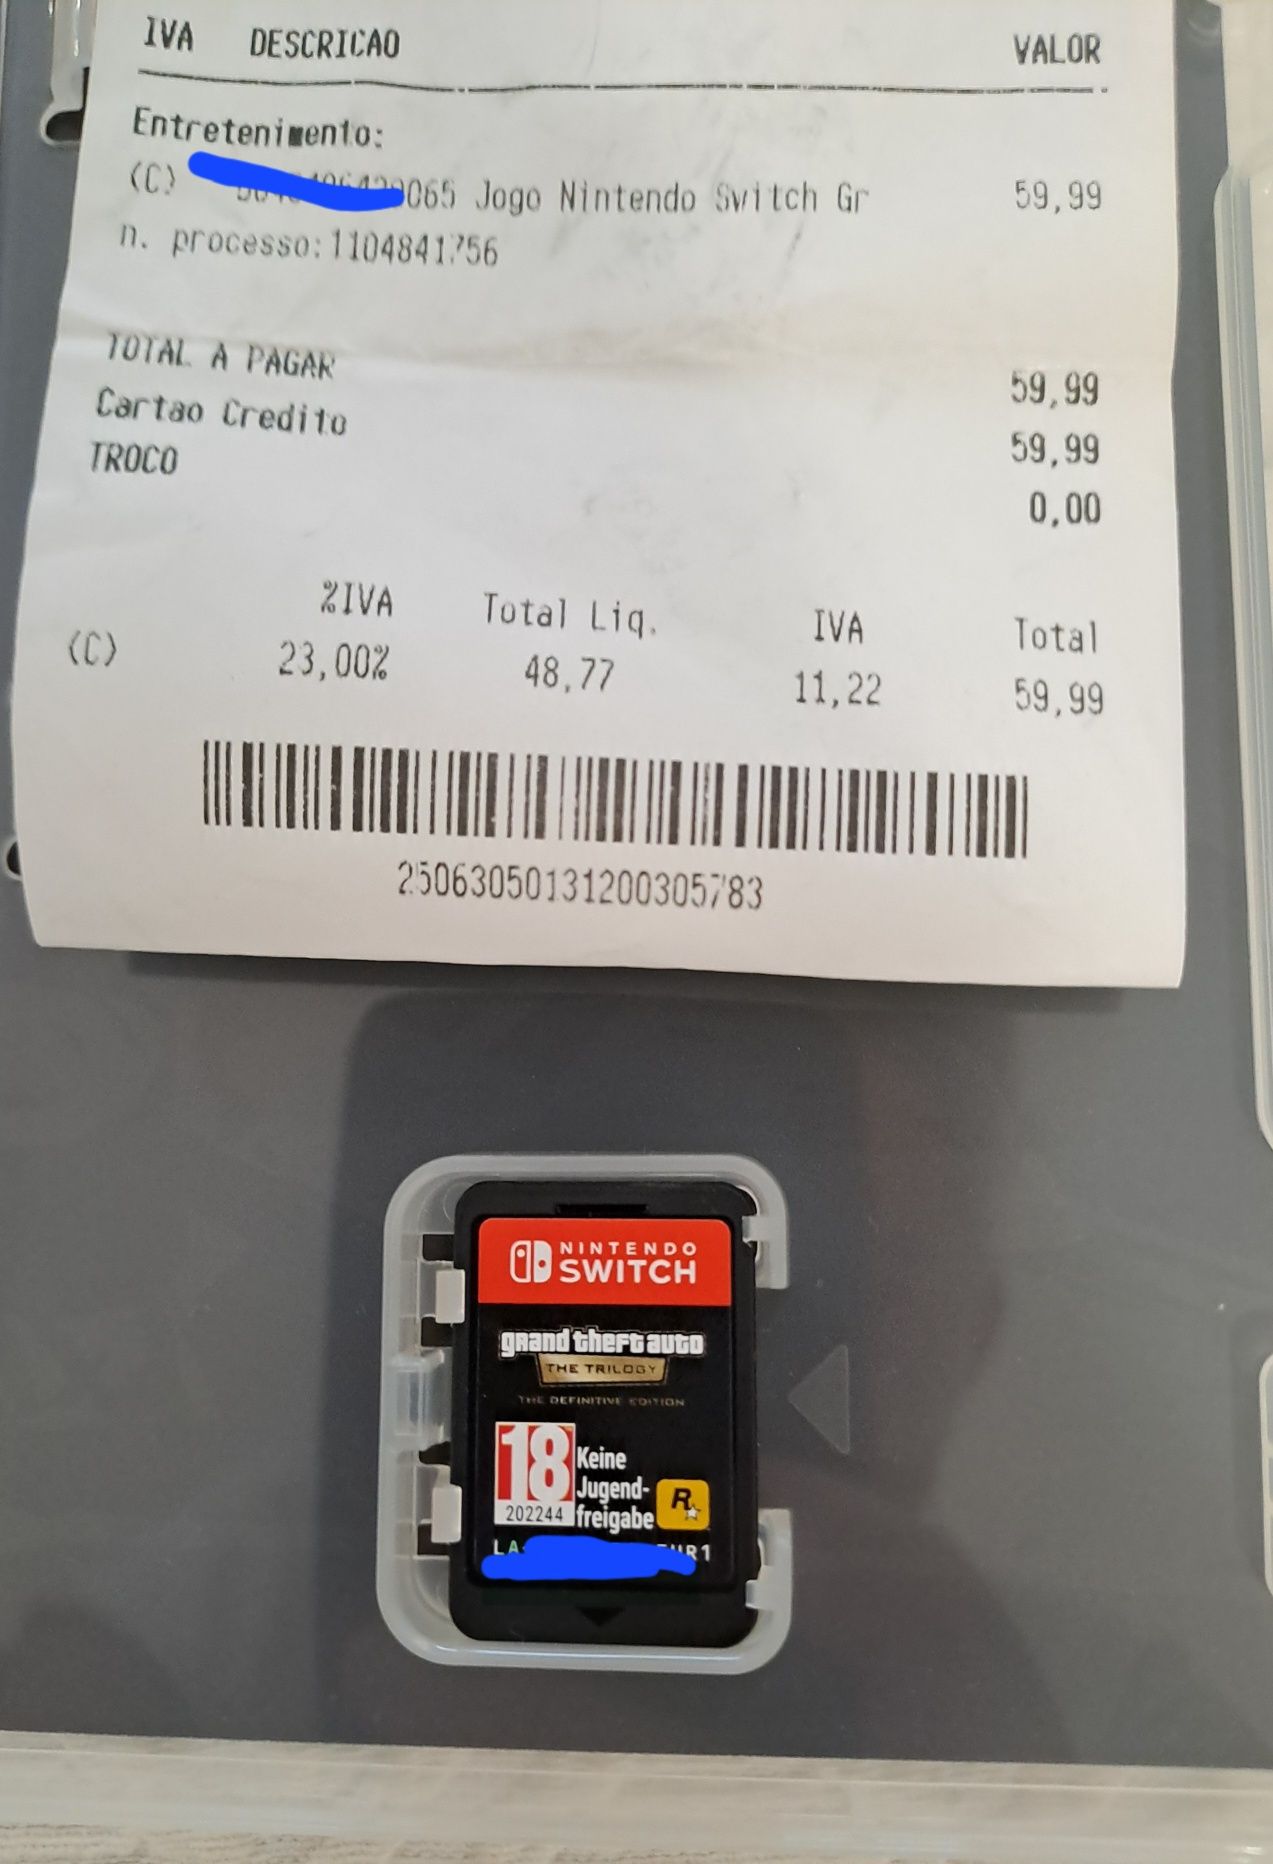 IVA DESCRICAO VALOR
Entretenimento:
(C) 065 Jogo Nintendo Switch Gr 59,99
n. processo:1104841756
TOTAL A PAGAR 59,99
Cartao Credito 59,99
TROCO 0,00
%IVA Total Liq. IVA Total
(C) 23,00% 48,77 11,22 59,99
25063050131200305783
NINTENDO
SWITCH
grand theft auto
THE TRILOGY
THE DEFINITIVE EDITION
18
202244
Keine
Jugend-
freigabe
R